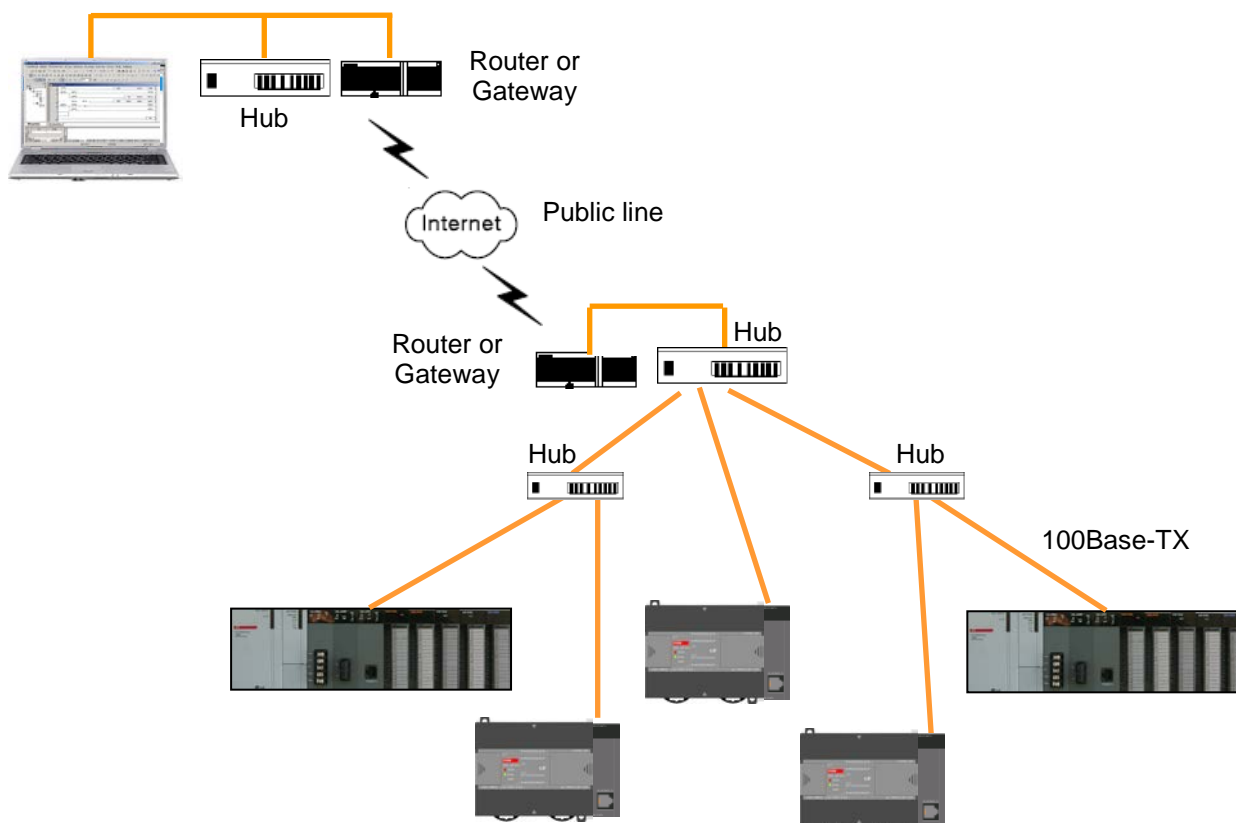 Router or
Gateway
Hub
Internet
Public line
Hub
Router or
Gateway
Hub
Hub
100Base-TX